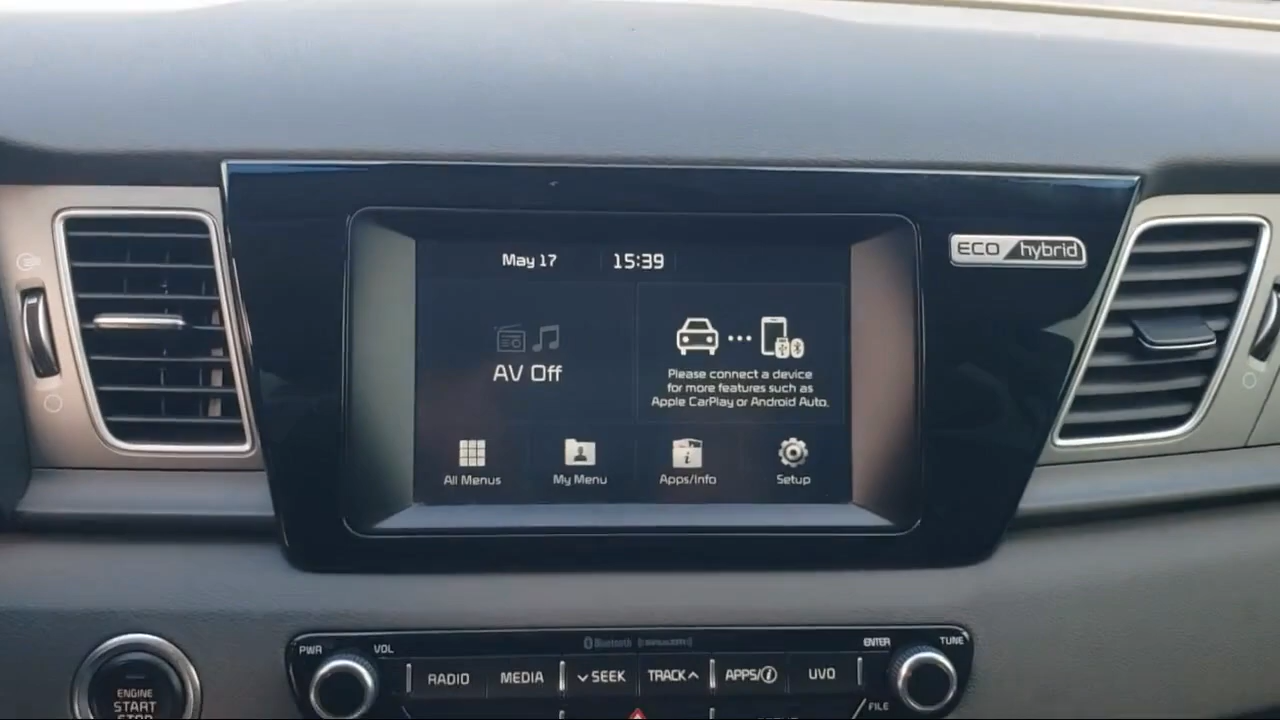 May 17
15:39
ECO hybrid
AV Off
Please connect a device
for more features such as
Apple CarPlay or Android Auto.
All Menus
My Menu
Apps/Info
Setup
Bluetooth
PWR
VOL
ENTER
TUNE
RADIO
MEDIA
SEEK
TRACK
APPS/i
UVO
FILE
ENGINE
START
STOP